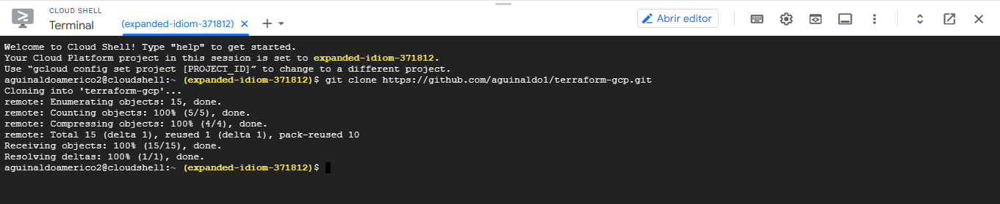 CLOUD SHELL
Terminal
(expanded-idiom-371812)
Abrir editor
Welcome to Cloud Shell! Type "help" to get started.
Your Cloud Platform project in this session is set to expanded-idiom-371812.
Use “gcloud config set project [PROJECT_ID]” to change to a different project.
aguinaldoamerico2@cloudshell:~ (expanded-idiom-371812)$ git clone https://github.com/aguinaldo1/terraform-gcp.git
Cloning into 'terraform-gcp'...
remote: Enumerating objects: 15, done.
remote: Counting objects: 100% (5/5), done.
remote: Compressing objects: 100% (4/4), done.
remote: Total 15 (delta 1), reused 1 (delta 1), pack-reused 10
Receiving objects: 100% (15/15), done.
Resolving deltas: 100% (1/1), done.
aguinaldoamerico2@cloudshell:~ (expanded-idiom-371812)$